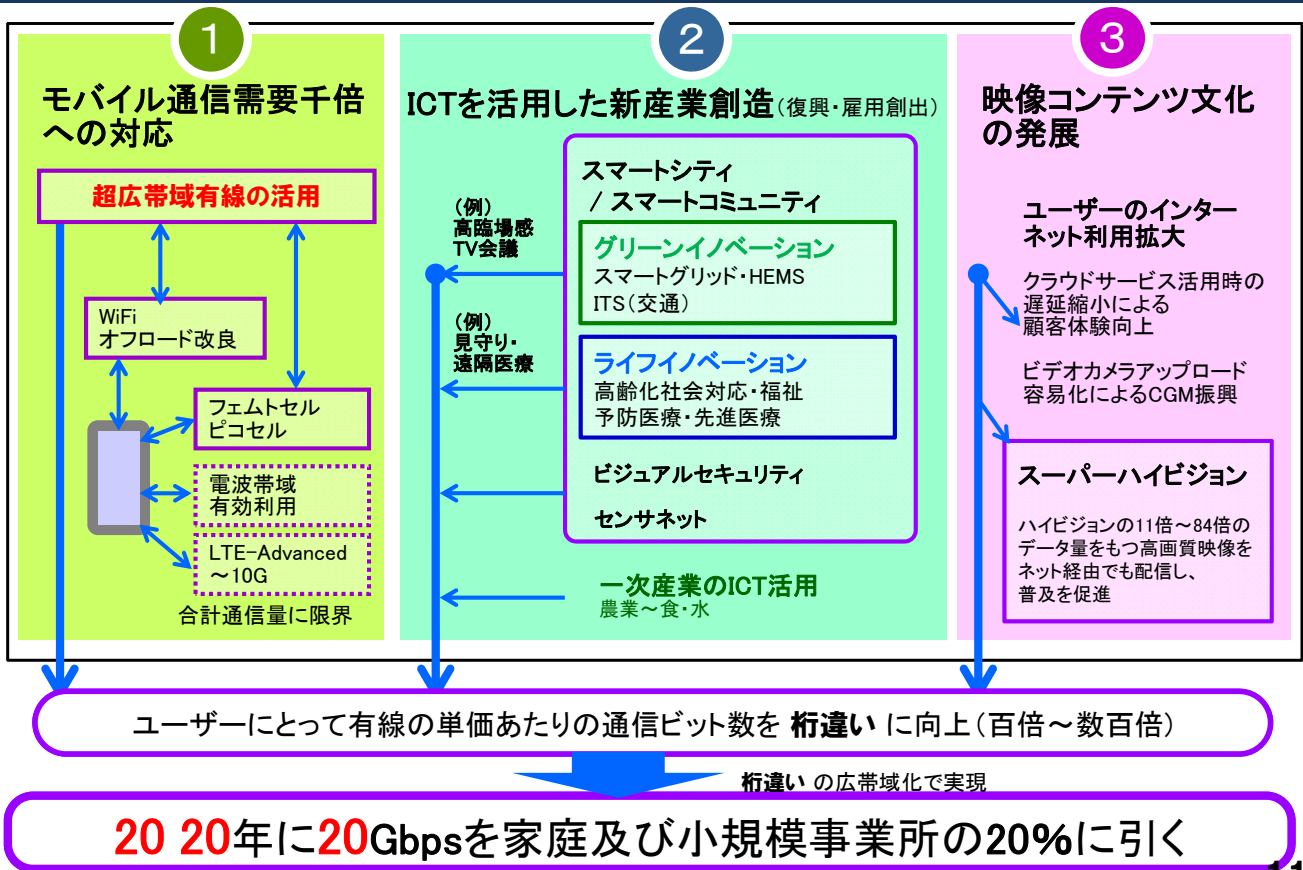 1
モバイル通信需要千倍
への対応
超広帯域有線の活用
WiFi
オフロード改良
フェムトセル
ピコセル
電波帯域
有効利用
LTE-Advanced
～10G
合計通信量に限界
2
ICTを活用した新産業創造(復興・雇用創出)
(例)
高臨場感
TV会議
(例)
見守り・
遠隔医療
スマートシティ
/ スマートコミュニティ
グリーンイノベーション
スマートグリッド・HEMS
ITS(交通)
ライフイノベーション
高齢化社会対応・福祉
予防医療・先進医療
ビジュアルセキュリティ
センサネット
一次産業のICT活用
農業～食・水
3
映像コンテンツ文化
の発展
ユーザーのインター
ネット利用拡大
クラウドサービス活用時の
遅延縮小による
顧客体験向上
ビデオカメラアップロード
容易化によるCGM振興
スーパーハイビジョン
ハイビジョンの11倍～84倍の
データ量をもつ高画質映像を
ネット経由でも配信し、
普及を促進
ユーザーにとって有線の単価あたりの通信ビット数を 桁違い に向上(百倍～数百倍)
桁違い の広帯域化で実現
20 20年に20Gbpsを家庭及び小規模事業所の20%に引く